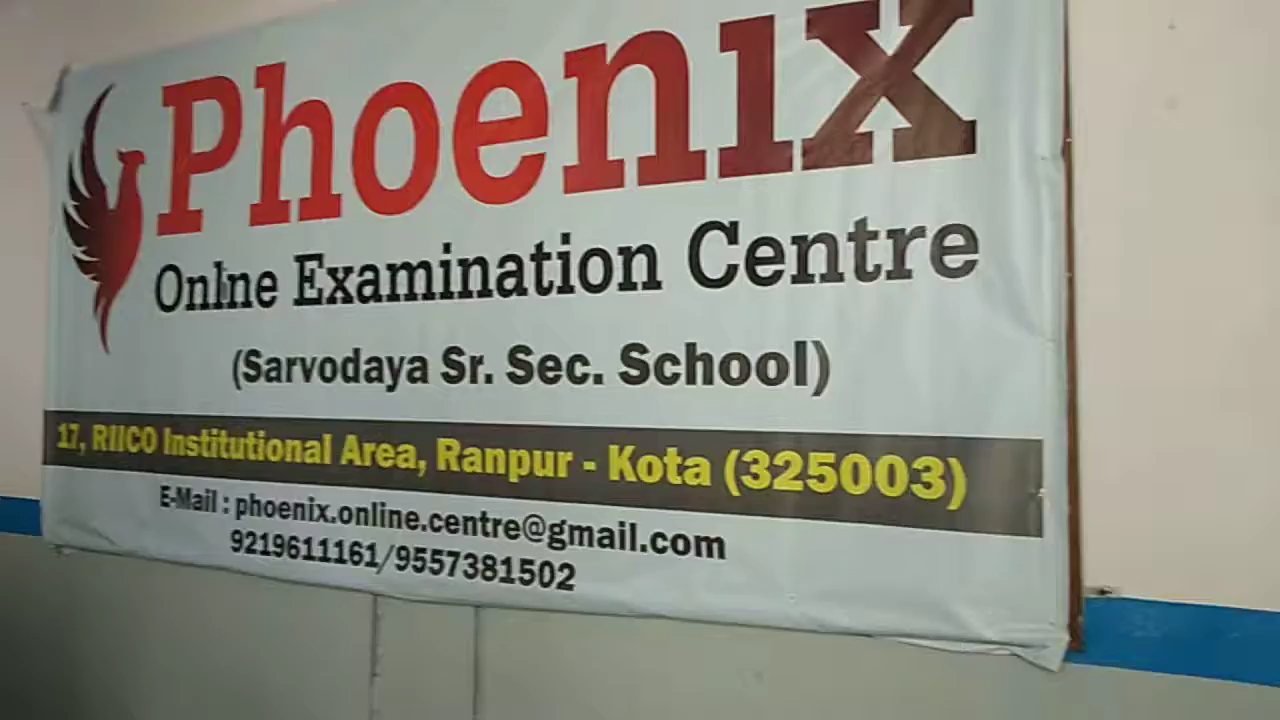 Phoenix
Onlne Examination Centre
(Sarvodaya Sr. Sec. School)
17, RIICO Institutional Area, Ranpur - Kota (325003)
E-Mail : phoenix.online.centre@gmail.com
9219611161/9557381502